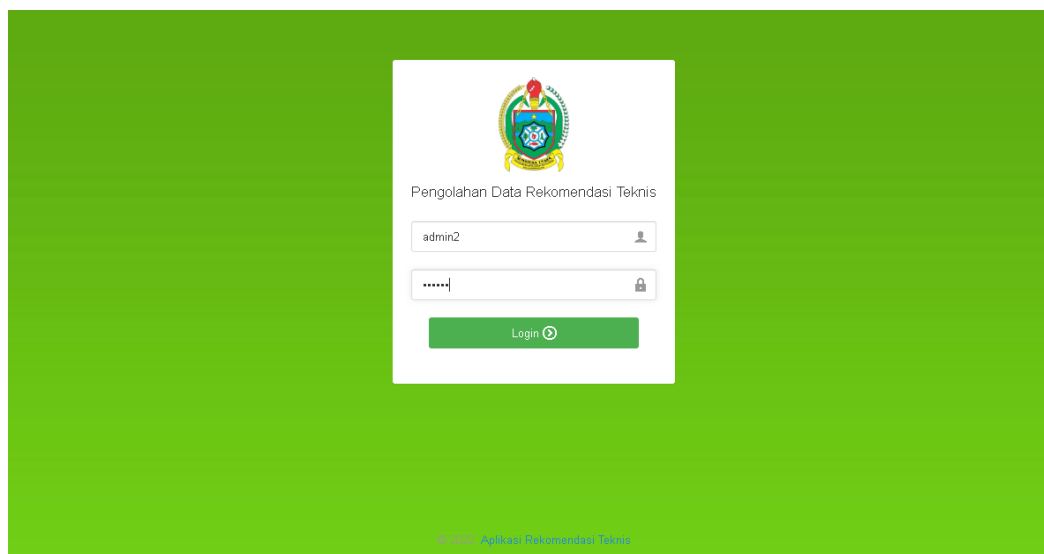 Pengolahan Data Rekomendasi Teknis
admin2
••••••
Login
Aplikasi Rekomendasi Teknis